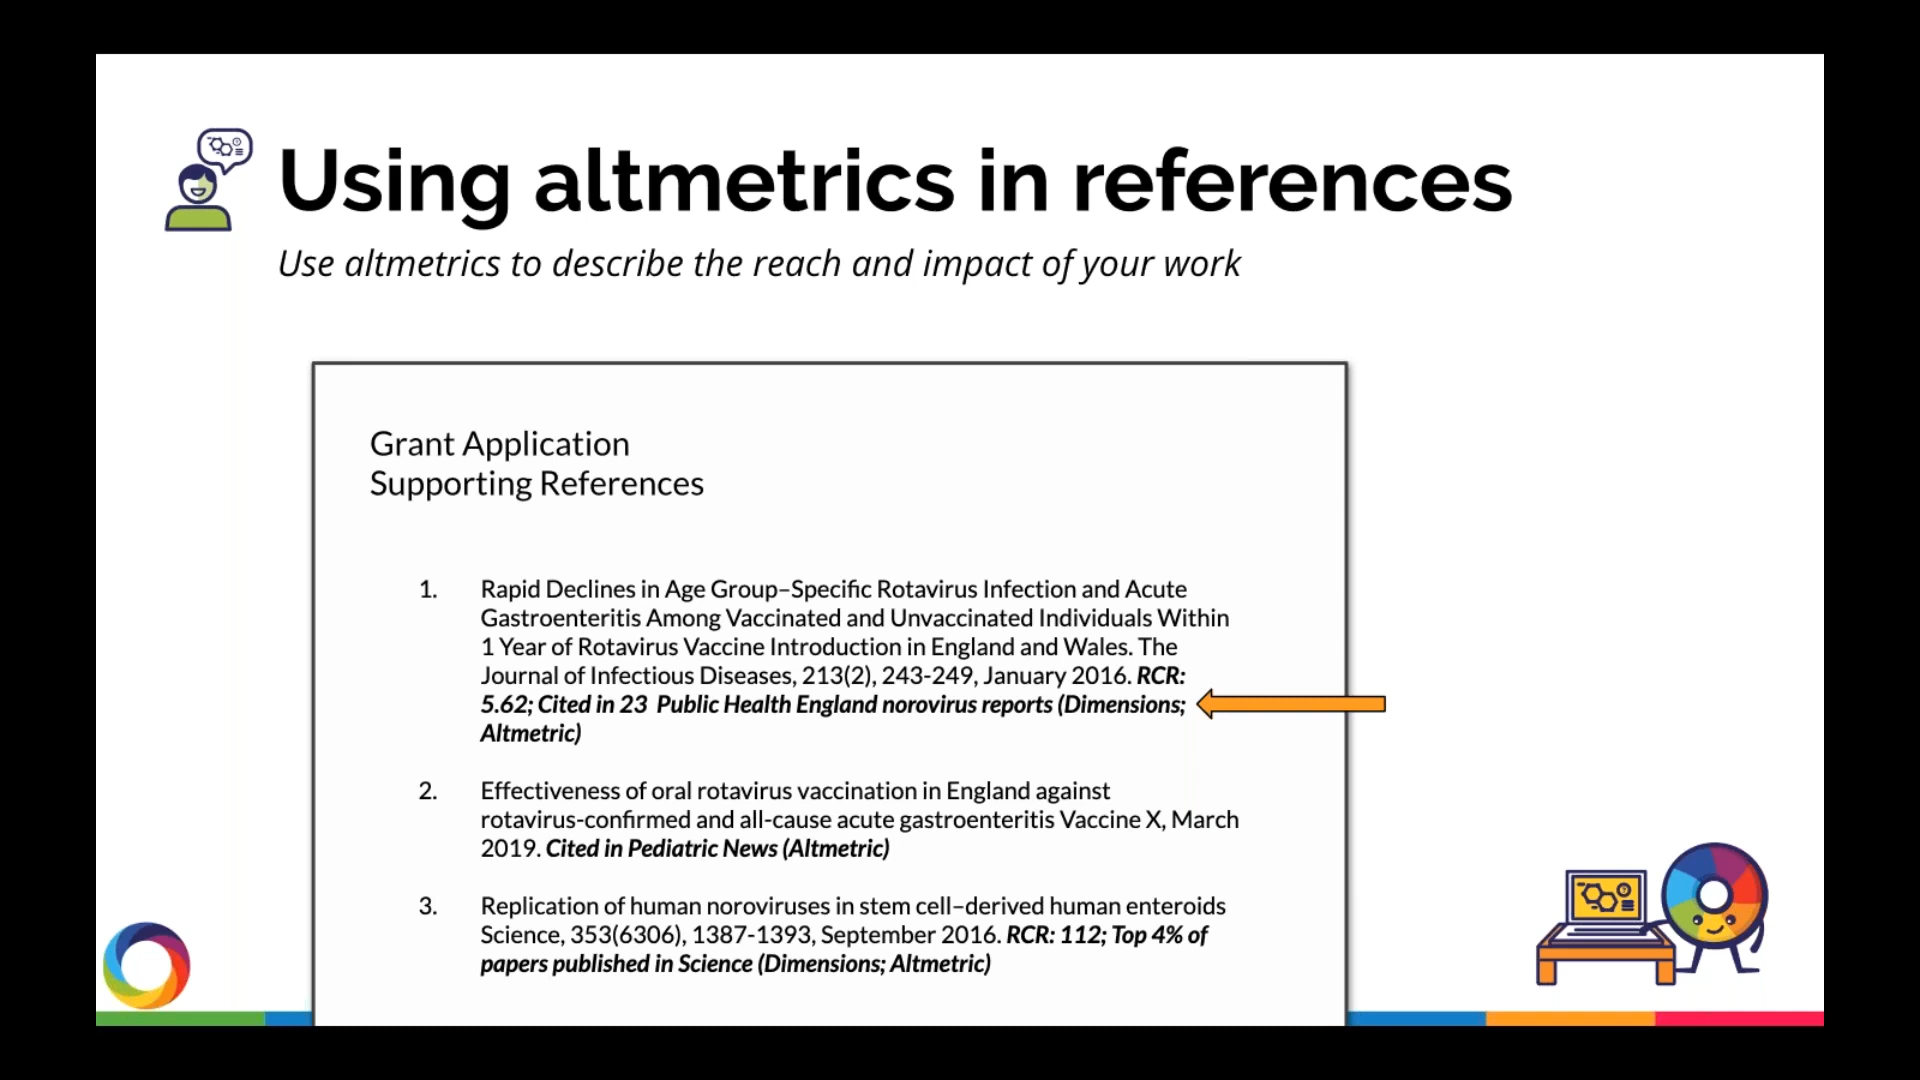 Using altmetrics in references
Use altmetrics to describe the reach and impact of your work
Grant Application
Supporting References
1. Rapid Declines in Age Group–Specific Rotavirus Infection and Acute
Gastroenteritis Among Vaccinated and Unvaccinated Individuals Within
1 Year of Rotavirus Vaccine Introduction in England and Wales. The
Journal of Infectious Diseases, 213(2), 243-249, January 2016. RCR:
5.62; Cited in 23 Public Health England norovirus reports (Dimensions;
Altmetric)
2. Effectiveness of oral rotavirus vaccination in England against
rotavirus-confirmed and all-cause acute gastroenteritis Vaccine X, March
2019. Cited in Pediatric News (Altmetric)
3. Replication of human noroviruses in stem cell–derived human enteroids
Science, 353(6306), 1387-1393, September 2016. RCR: 112; Top 4% of
papers published in Science (Dimensions; Altmetric)